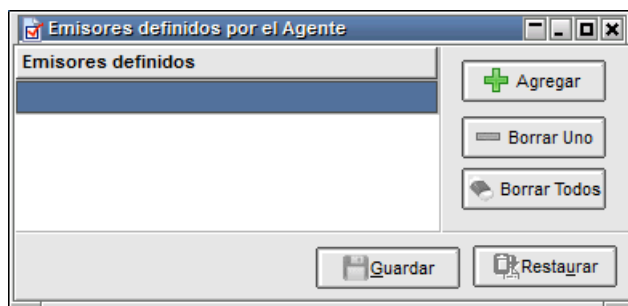 Emisores definidos por el Agente
Emisores definidos
Agregar
Borrar Uno
Borrar Todos
Guardar
Restaurar